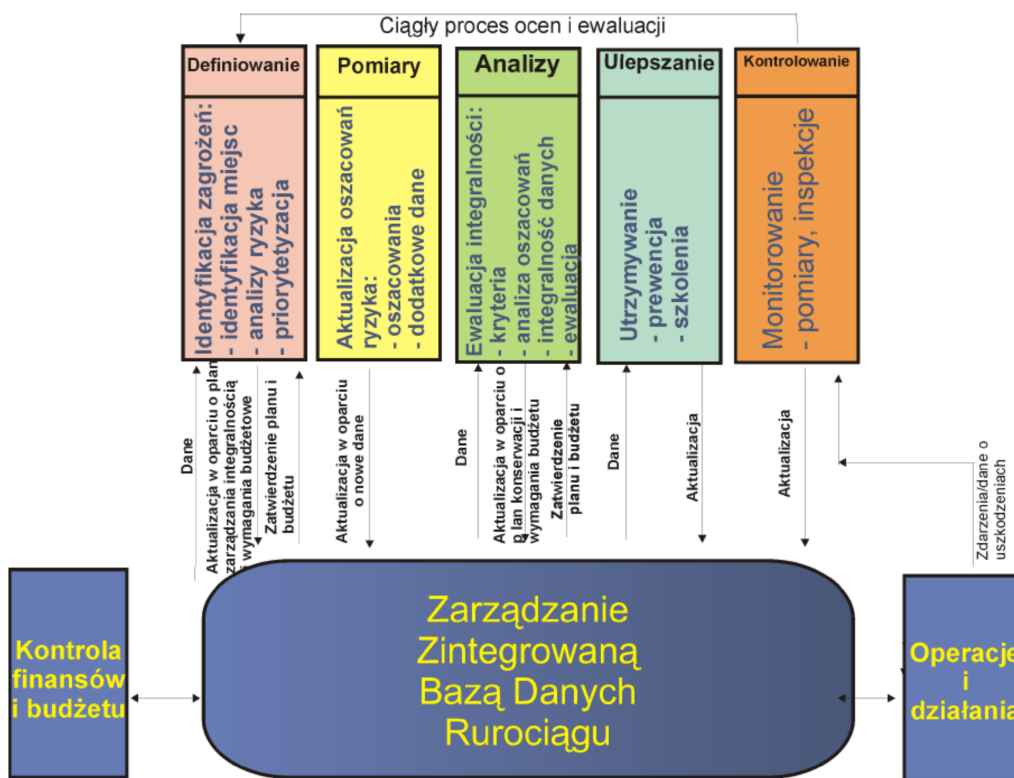 Ciągły proces ocen i ewaluacji
Definiowanie
Identyfikacja zagrożeń:
- identyfikacja miejsc
- analizy ryzyka
- priorytetyzacja
Pomiary
Aktualizacja oszacowań
ryzyka:
- oszacowania
- dodatkowe dane
Analizy
Ewaluacja integralności:
- kryteria
- analiza oszacowań
- integralność danych
- ewaluacja
Ulepszanie
Utrzymywanie
- prewencja
- szkolenia
Kontrolowanie
Monitorowanie
- pomiary, inspekcje
Dane
Aktualizacja w oparciu o plan
zarządzania integralnością
i wymagania budżetowe
Zatwierdzenie planu i
budżetu
Aktualizacja w oparciu
o nowe dane
Dane
Aktualizacja w oparciu o
p lan konserwacji i
wymagania budżetu
Zatwierdzenie
planu i budżetu
Dane
Aktualizacja
Aktualizacja
Zdarzenia/dane o
uszkodzeniach
Kontrola
finansów
i budżetu
Zarządzanie
Zintegrowaną
Bazą Danych
Rurociągu
Operacje
i
działania